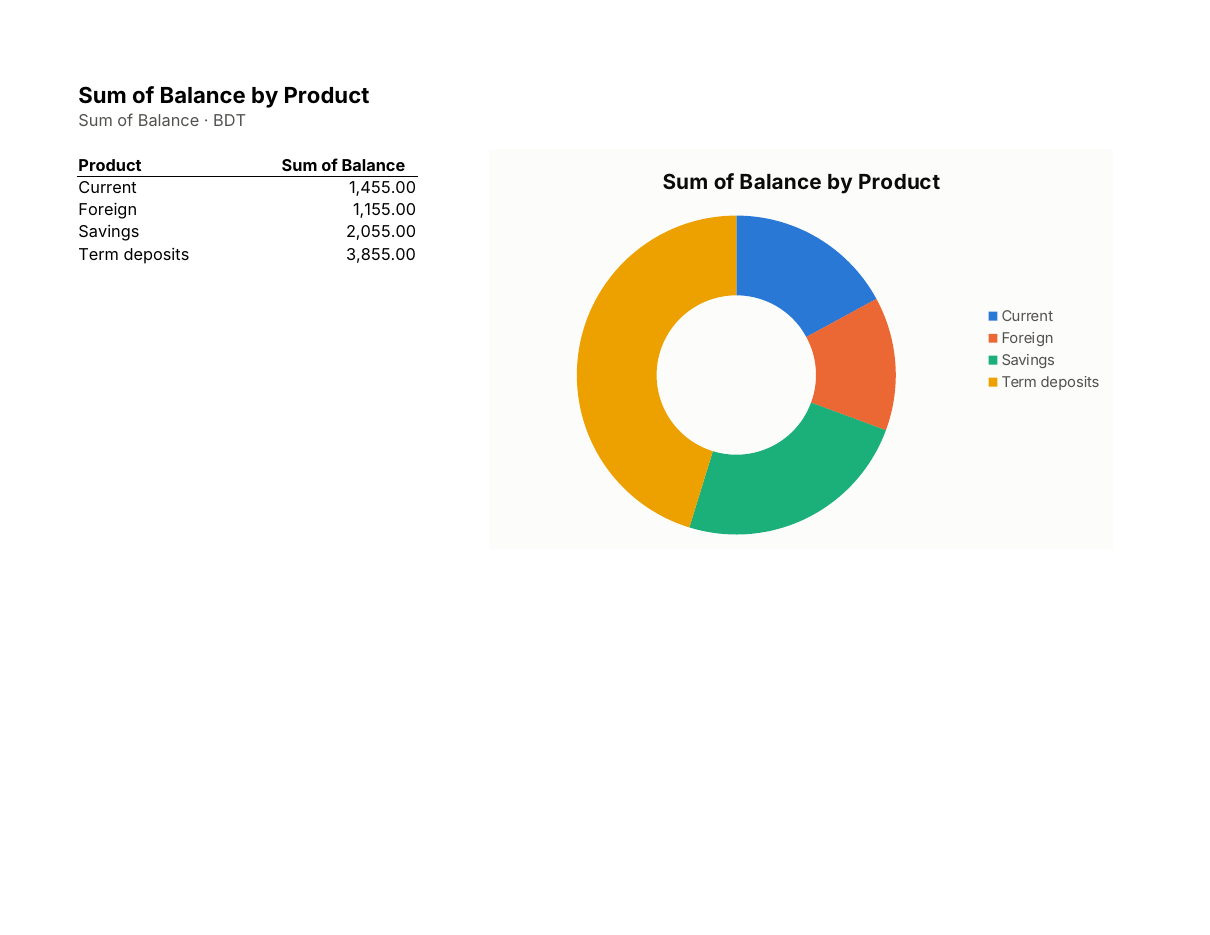 Sum of Balance by Product
Sum of Balance · BDT
Product Sum of Balance
Current 1,455.00
Foreign 1,155.00
Savings 2,055.00
Term deposits 3,855.00
Sum of Balance by Product
Current
Foreign
Savings
Term deposits